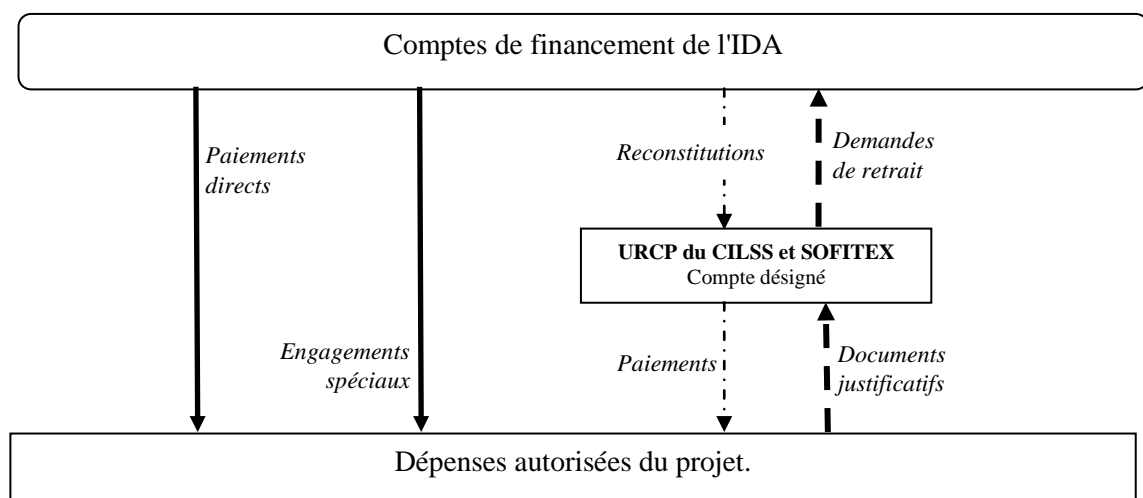 Comptes de financement de l'IDA
Paiements
directs
Reconstitutions
Demandes
de retrait
URCP du CILSS et SOFITEX
Compte désigné
Engagements
spéciaux
Paiements
Documents
justificatifs
Dépenses autorisées du projet.